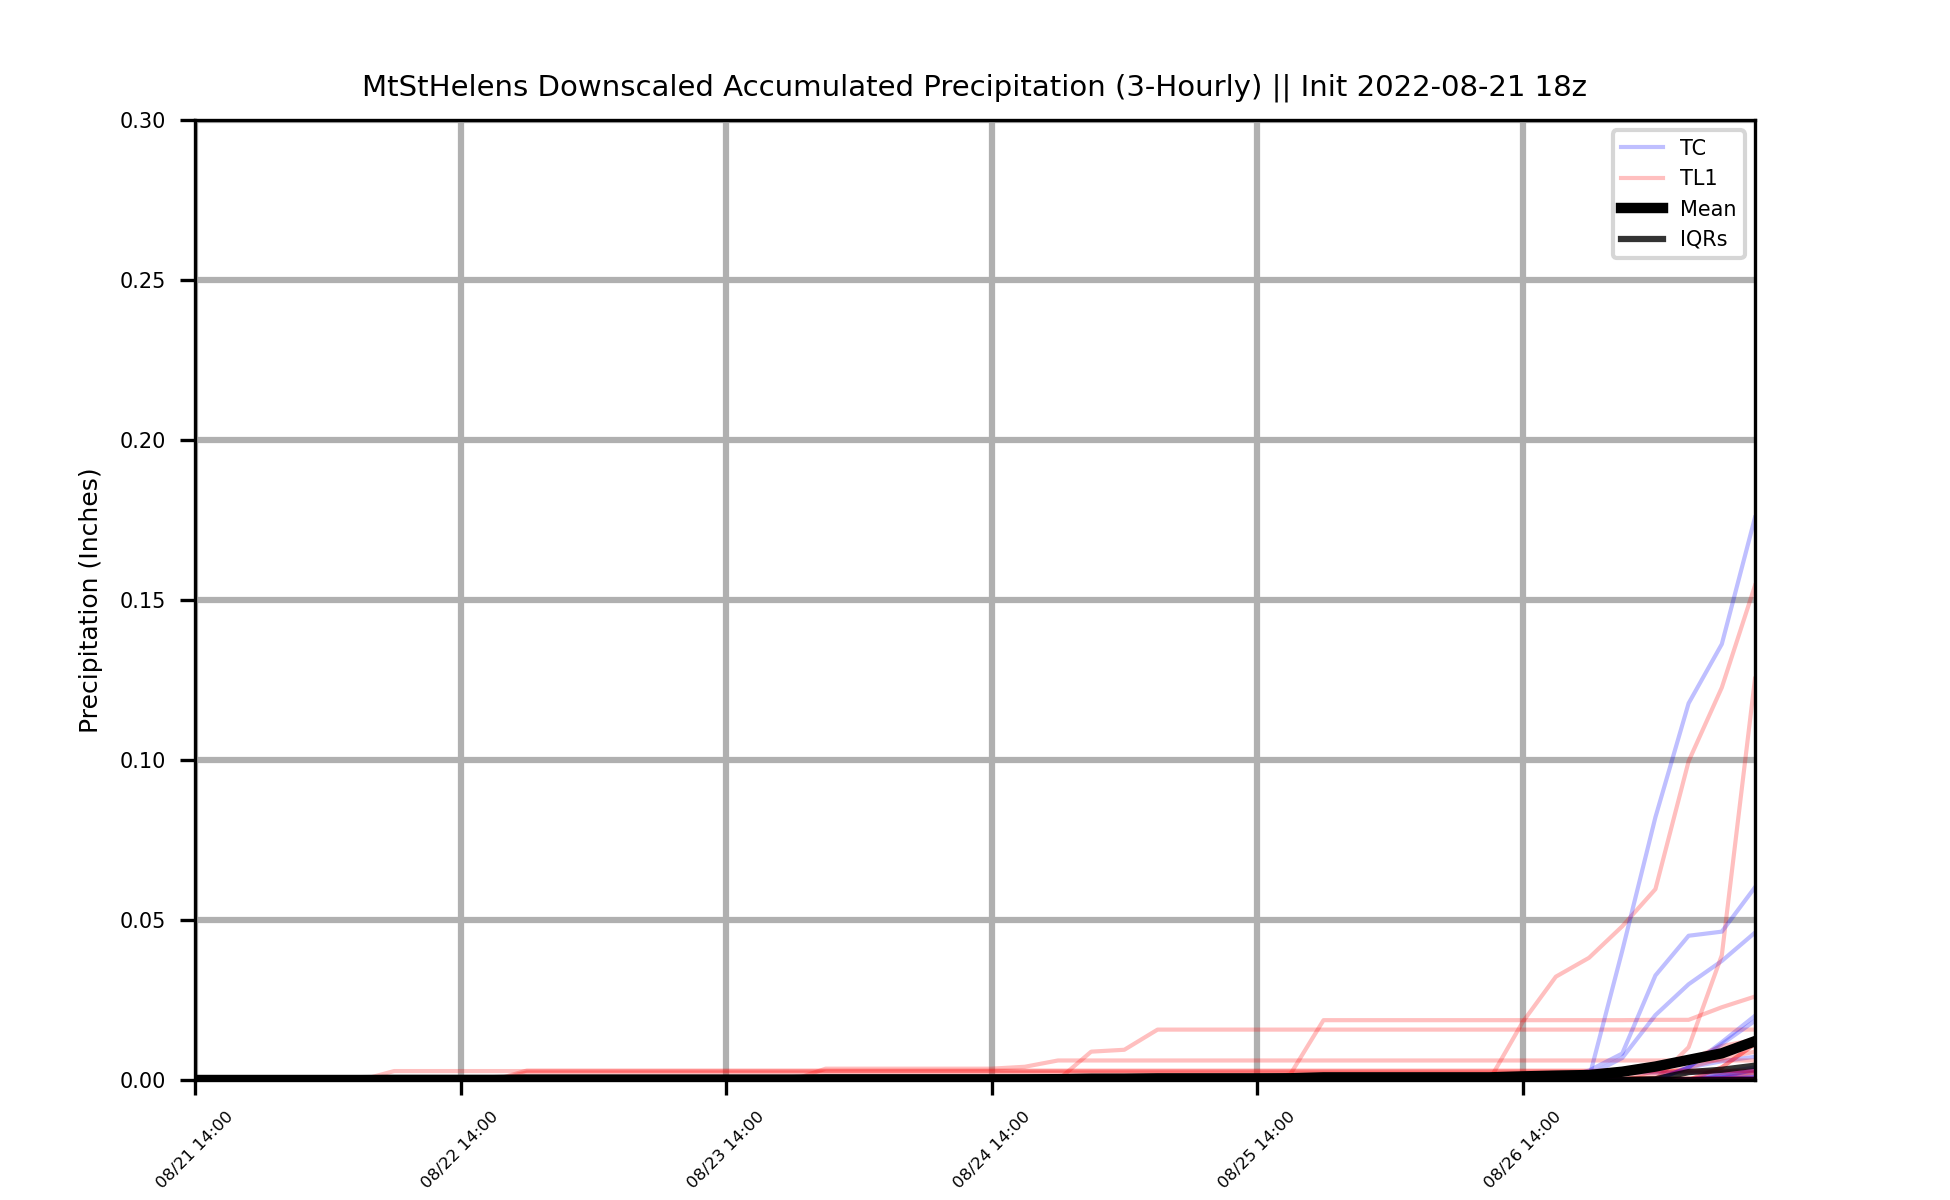 MtStHelens Downscaled Accumulated Precipitation (3-Hourly) || Init 2022-08-21 18z
TC
TL1
Mean
IQRs
Precipitation (Inches)
0.30
0.25
0.20
0.15
0.10
0.05
0.00
08/21 14:00
08/22 14:00
08/23 14:00
08/24 14:00
08/25 14:00
08/26 14:00